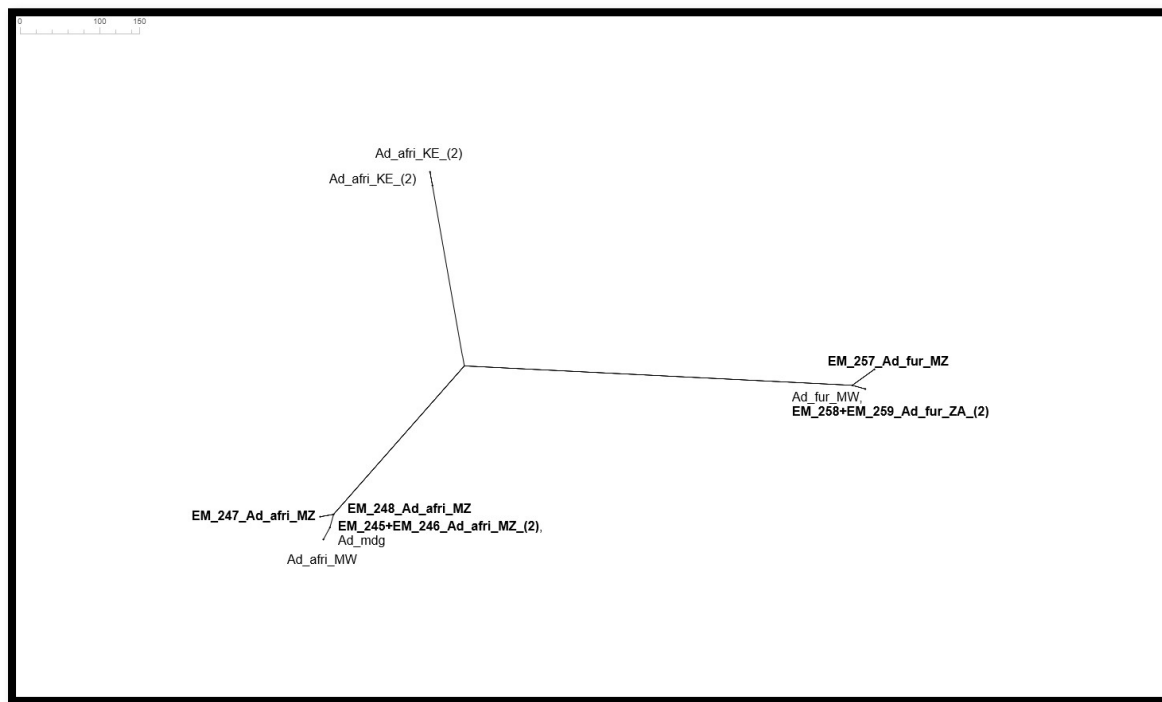 0 100 150
Ad_afri_KE_(2)
Ad_afri_KE_(2)
EM_257_Ad_fur_MZ
Ad_fur_MW,
EM_258+EM_259_Ad_fur_ZA_(2)
EM_247_Ad_afri_MZ
EM_248_Ad_afri_MZ
EM_245+EM_246_Ad_afri_MZ_(2),
Ad_mdg
Ad_afri_MW